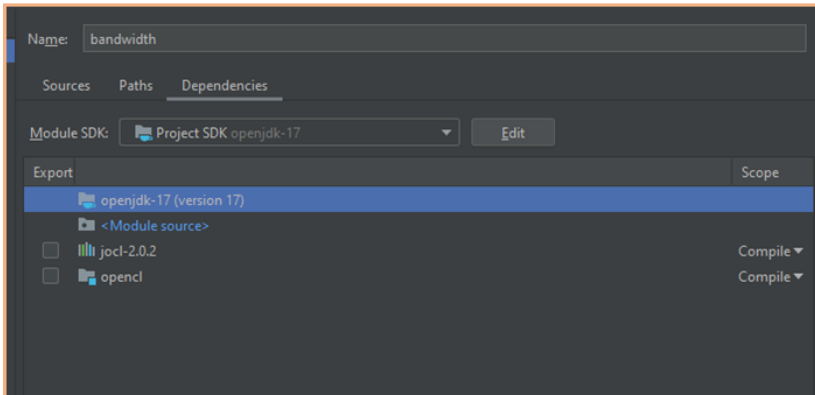 Name: bandwidth
Sources Paths Dependencies
Module SDK: Project SDK openjdk-17 Edit
Export Scope
openjdk-17 (version 17)
<Module source>
jocl-2.0.2 Compile
opencl Compile